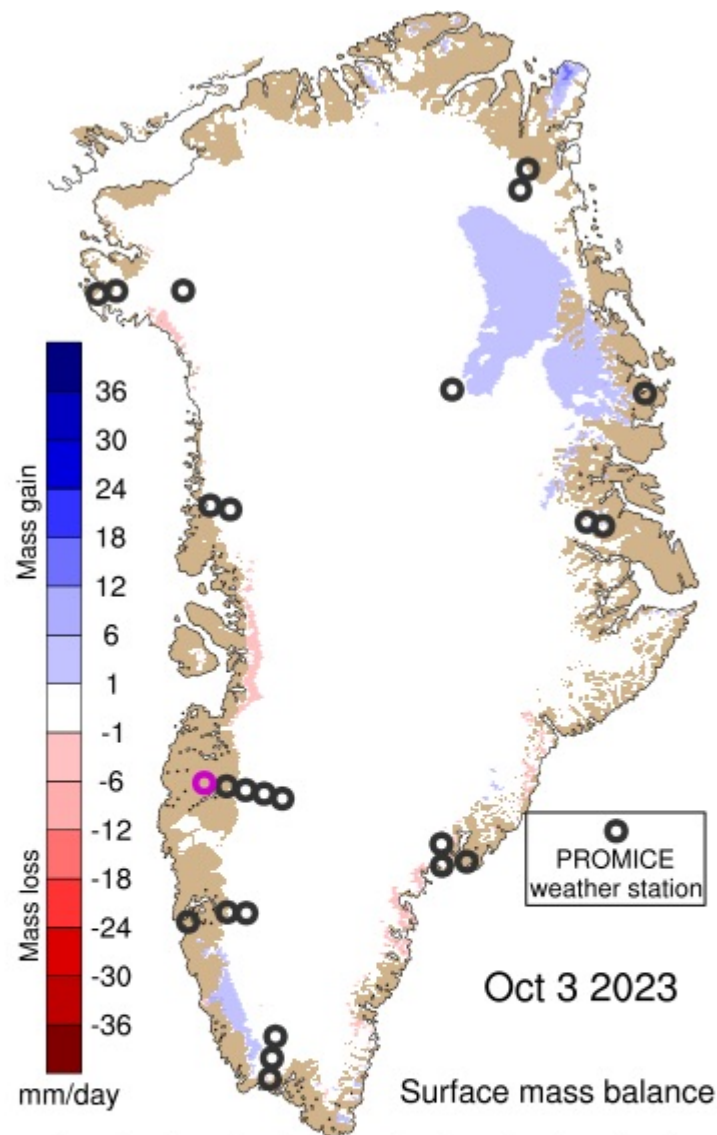 Mass gain
36
30
24
18
12
6
1
-1
-6
-12
-18
-24
-30
-36
Mass loss
mm/day
PROMICE
weather station
Oct 3 2023
Surface mass balance